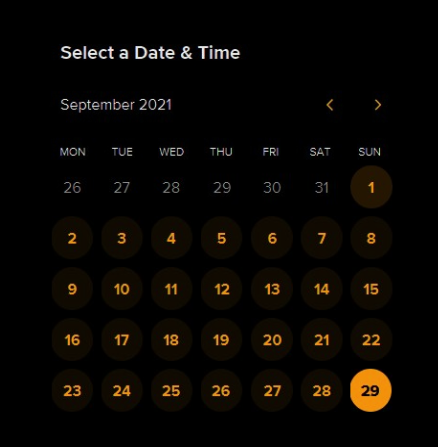 Select a Date & Time
September 2021
MON TUE WED THU FRI SAT SUN
26 27 28 29 30 31 1
2 3 4 5 6 7 8
9 10 11 12 13 14 15
16 17 18 19 20 21 22
23 24 25 26 27 28 29